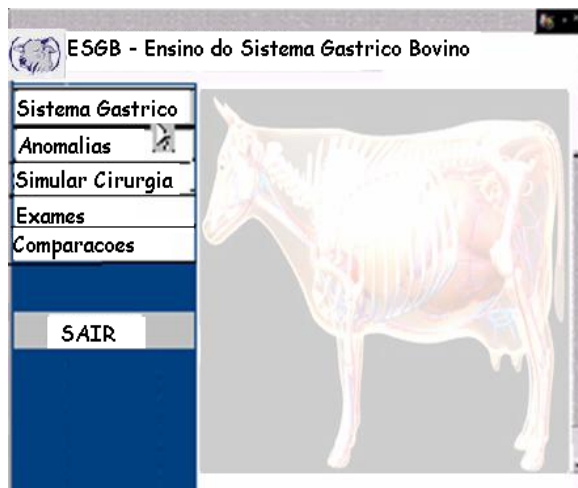 ESGB - Ensino do Sistema Gastrico Bovino
Sistema Gastrico
Anomalias
Simular Cirurgia
Exames
Comparacoes
SAIR